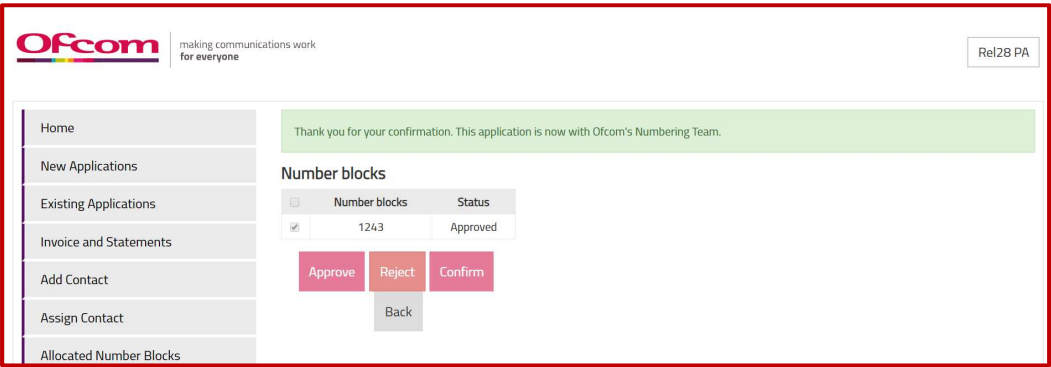 Ofcom
making communications work
for everyone
Rel28 PA
Home
New Applications
Existing Applications
Invoice and Statements
Add Contact
Assign Contact
Allocated Number Blocks
Thank you for your confirmation. This application is now with Ofcom's Numbering Team.
Number blocks
Number blocks Status
1243 Approved
Approve Reject Confirm
Back